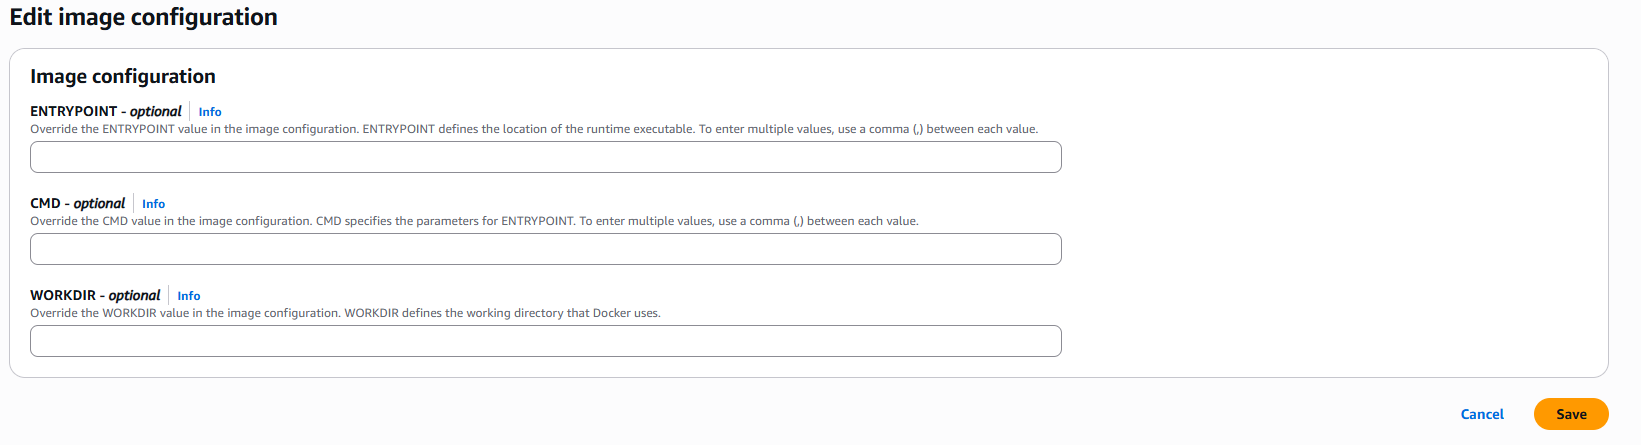 Edit image configuration
Image configuration
ENTRYPOINT - optional Info
Override the ENTRYPOINT value in the image configuration. ENTRYPOINT defines the location of the runtime executable. To enter multiple values, use a comma (,) between each value.
CMD - optional Info
Override the CMD value in the image configuration. CMD specifies the parameters for ENTRYPOINT. To enter multiple values, use a comma (,) between each value.
WORKDIR - optional Info
Override the WORKDIR value in the image configuration. WORKDIR defines the working directory that Docker uses.
Cancel Save